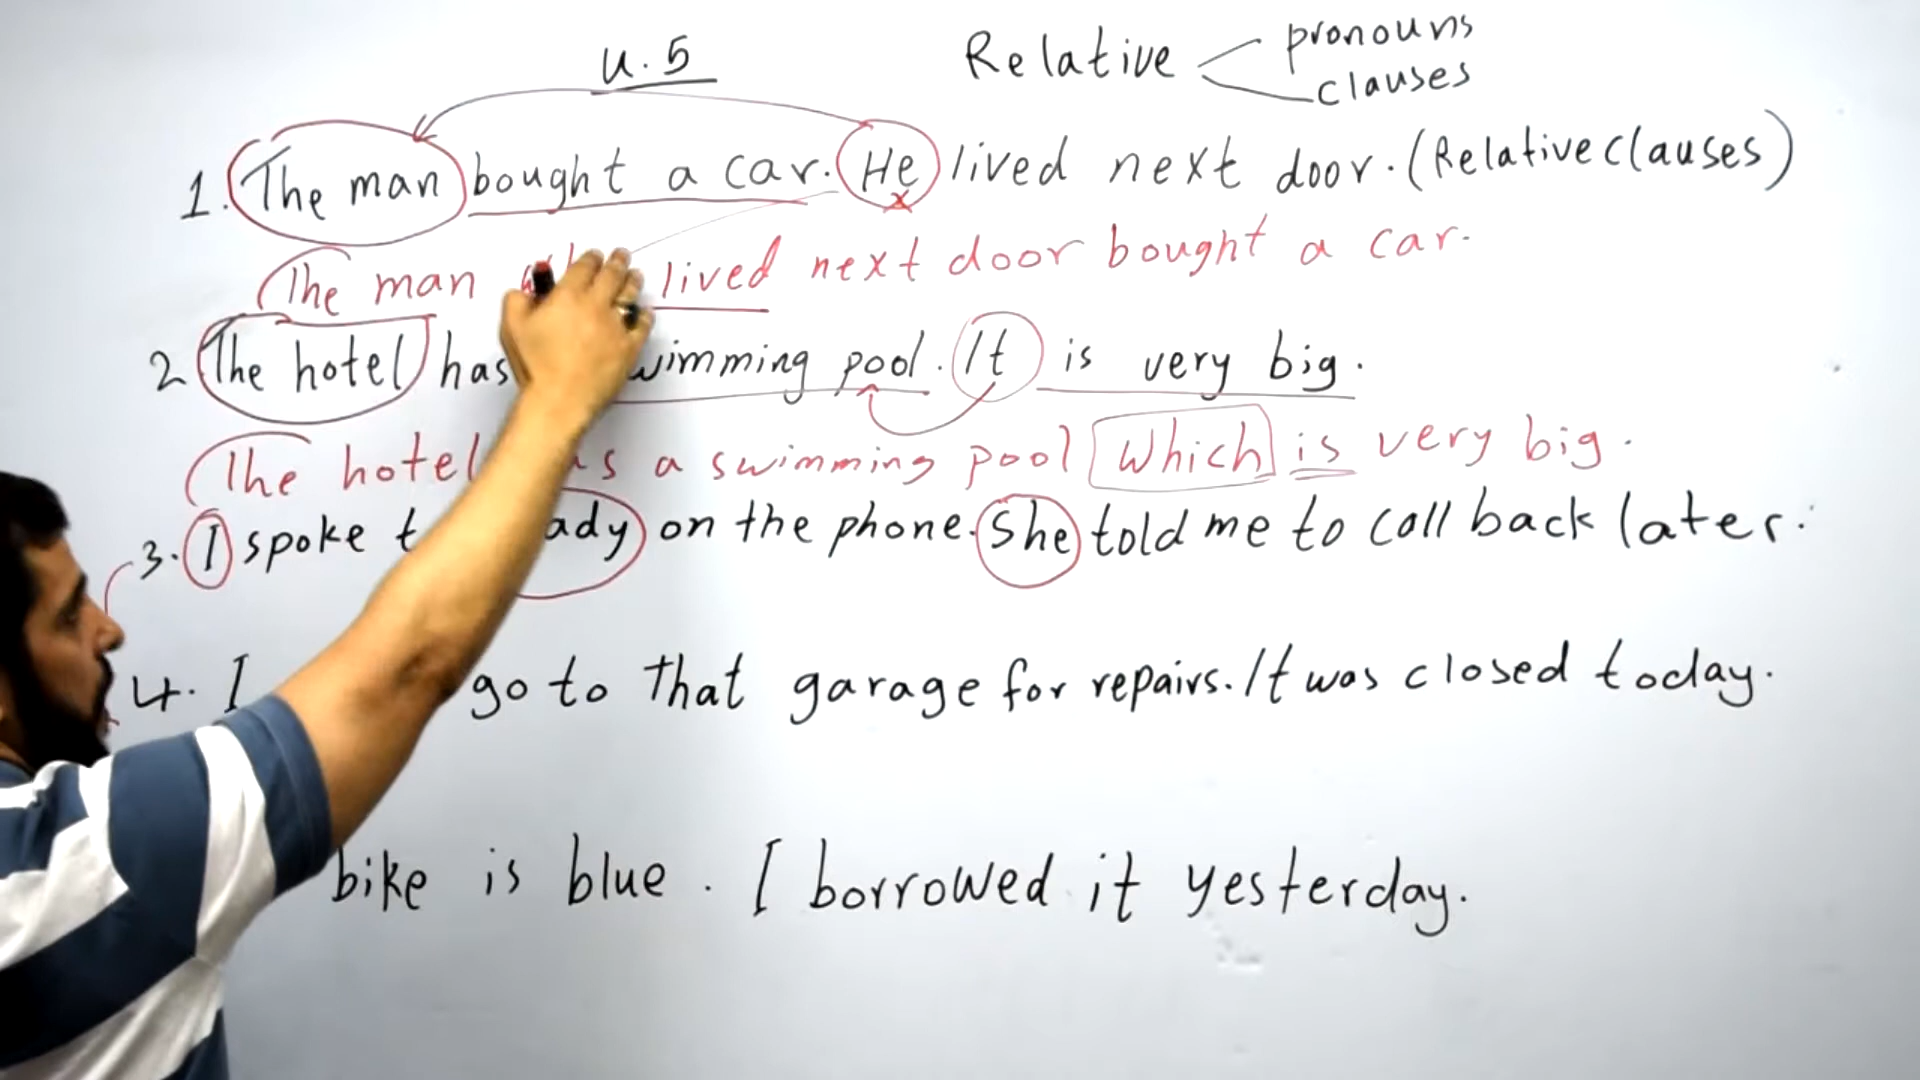 u.5
Relative pronouns
clauses
1. The man bought a car. He lived next door. (Relative clauses)
The man lived next door bought a car.
2 The hotel has swimming pool. It is very big.
The hotel a swimming pool which is very big.
3. I spoke on the phone. She told me to call back later.
4. I go to that garage for repairs. It was closed today.
bike is blue. I borrowed it yesterday.